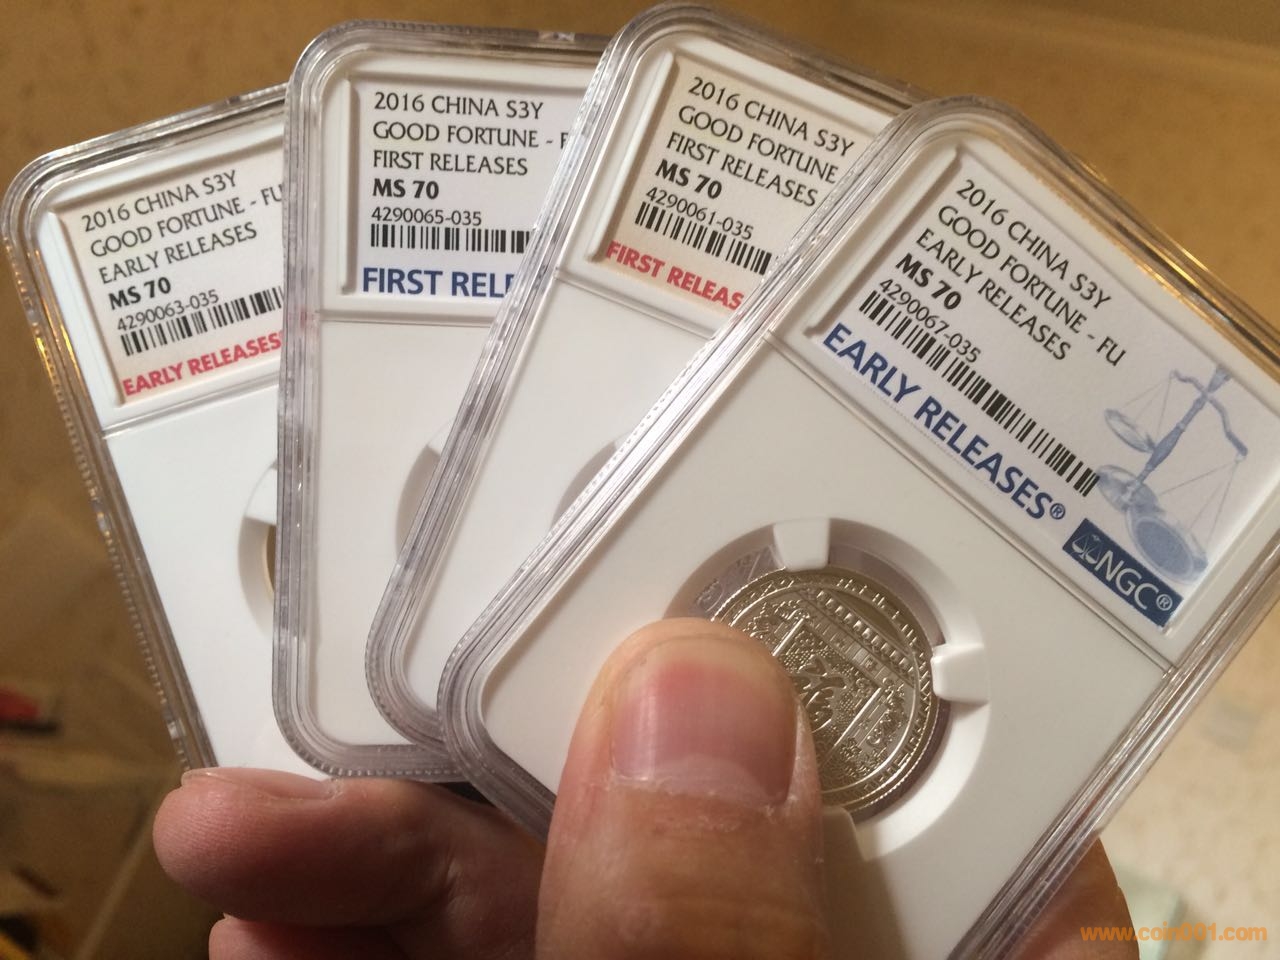 2016 CHINA S3Y
GOOD FORTUNE - FU
EARLY RELEASES
MS 70
4290063-035
EARLY RELEASES
2016 CHINA S3Y
GOOD FORTUNE - F
FIRST RELEASES
MS 70
4290065-035
FIRST RELE
2016 CHINA S3Y
GOOD FORTUNE
FIRST RELEASES
MS 70
4290061-035
FIRST RELEAS
2016 CHINA S3Y
GOOD FORTUNE - FU
EARLY RELEASES
MS 70
4290067-035
EARLY RELEASES®
NGC®
www.coin001.com